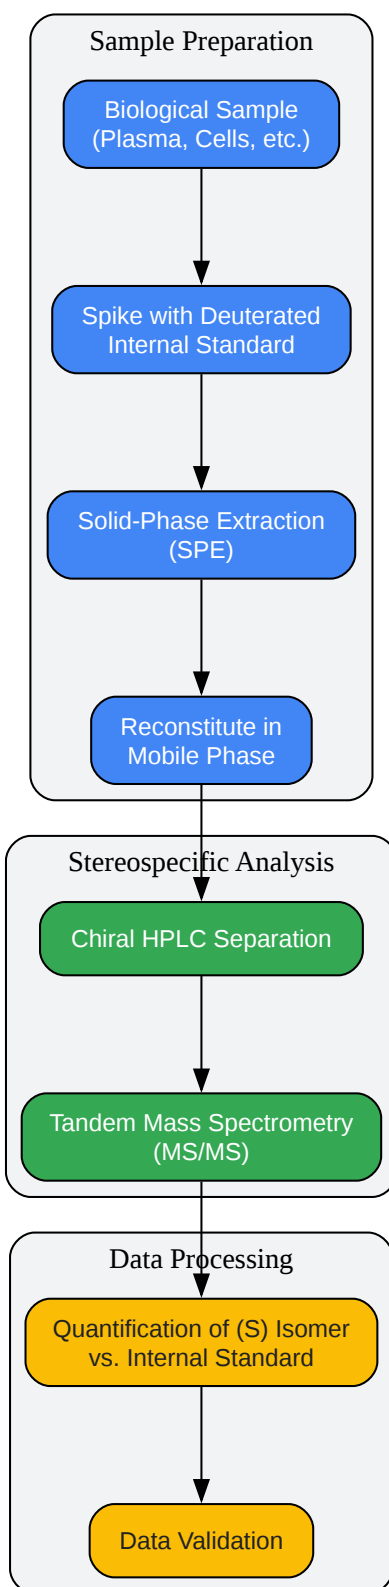 Sample Preparation
Biological Sample
(Plasma, Cells, etc.)
Spike with Deuterated
Internal Standard
Solid-Phase Extraction
(SPE)
Reconstitute in
Mobile Phase
Stereospecific Analysis
Chiral HPLC Separation
Tandem Mass Spectrometry
(MS/MS)
Data Processing
Quantification of (S) Isomer
vs. Internal Standard
Data Validation